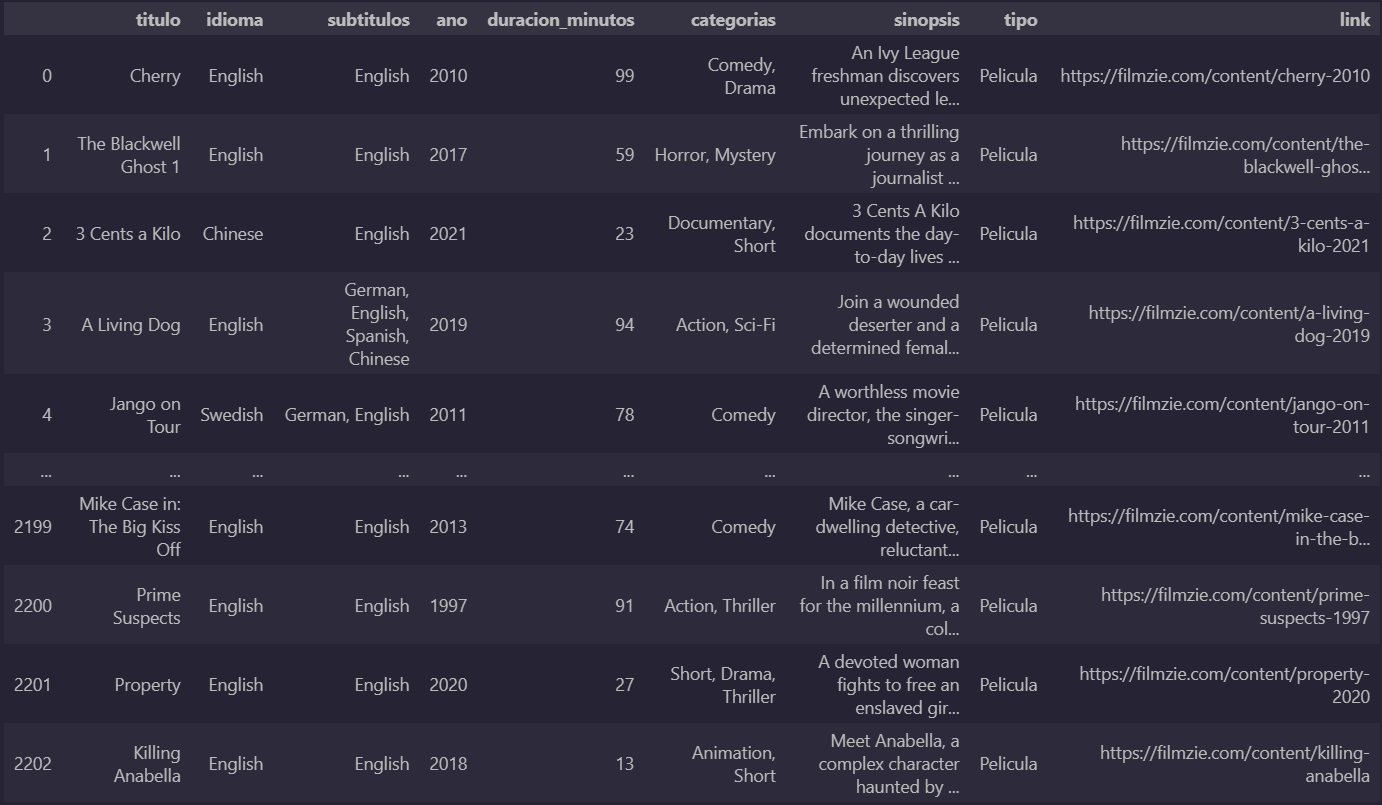 titulo idioma subtitulos ano duracion_minutos categorias sinopsis tipo link
0 Cherry English English 2010 99 Comedy, Drama An Ivy League freshman discovers unexpected le... Pelicula https://filmzie.com/content/cherry-2010
1 The Blackwell Ghost 1 English English 2017 59 Horror, Mystery Embark on a thrilling journey as a journalist ... Pelicula https://filmzie.com/content/the-blackwell-ghos...
2 3 Cents a Kilo Chinese English 2021 23 Documentary, Short 3 Cents A Kilo documents the day-to-day lives ... Pelicula https://filmzie.com/content/3-cents-a-kilo-2021
3 A Living Dog English German, English, Spanish, Chinese 2019 94 Action, Sci-Fi Join a wounded deserter and a determined femal... Pelicula https://filmzie.com/content/a-living-dog-2019
4 Jango on Tour Swedish German, English 2011 78 Comedy A worthless movie director, the singer-songwri... Pelicula https://filmzie.com/content/jango-on-tour-2011
... ... ... ... ... ... ... ... ... ...
2199 Mike Case in: The Big Kiss Off English English 2013 74 Comedy Mike Case, a car-dwelling detective, reluctant... Pelicula https://filmzie.com/content/mike-case-in-the-b...
2200 Prime Suspects English English 1997 91 Action, Thriller In a film noir feast for the millennium, a col... Pelicula https://filmzie.com/content/prime-suspects-1997
2201 Property English English 2020 27 Short, Drama, Thriller A devoted woman fights to free an enslaved gir... Pelicula https://filmzie.com/content/property-2020
2202 Killing Anabella English English 2018 13 Animation, Short Meet Anabella, a complex character haunted by ... Pelicula https://filmzie.com/content/killing-anabella